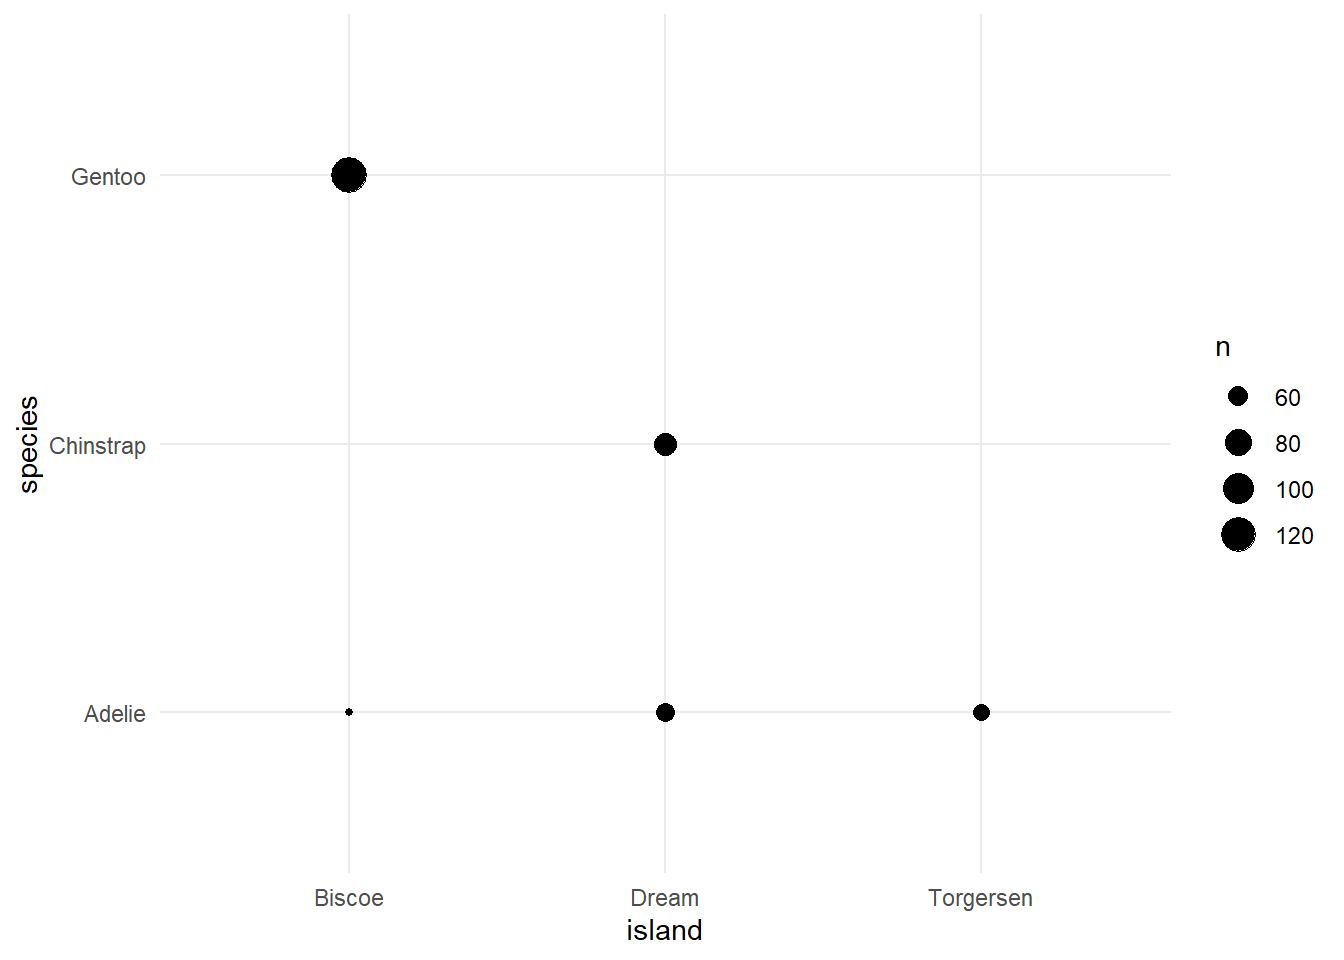 Gentoo
Chinstrap
Adelie
species
Biscoe
Dream
Torgersen
island
n
60
80
100
120